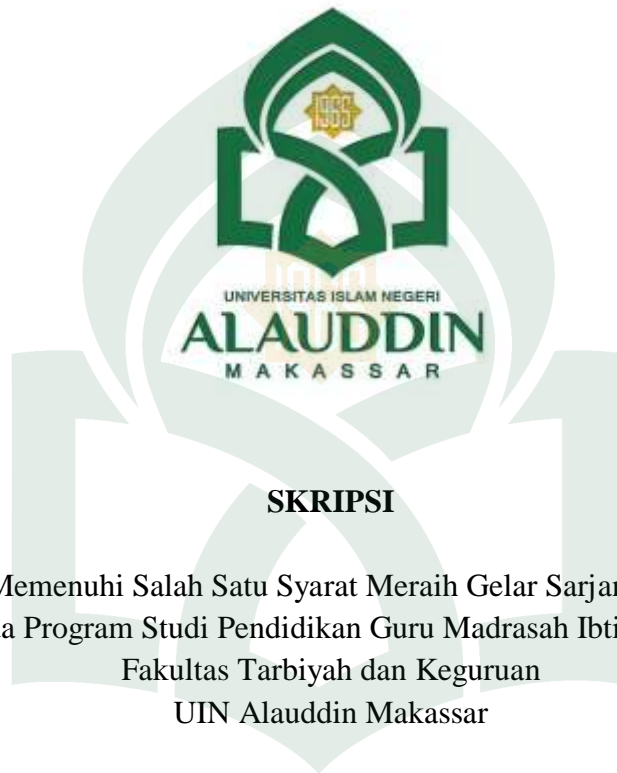 1965
UNIVERSITAS ISLAM NEGERI
ALAUDDIN
MAKASSAR
SKRIPSI
Memenuhi Salah Satu Syarat Meraih Gelar
Program Studi Pendidikan Guru Madrasah
Fakultas Tarbiyah dan Keguruan
UIN Alauddin Makassar